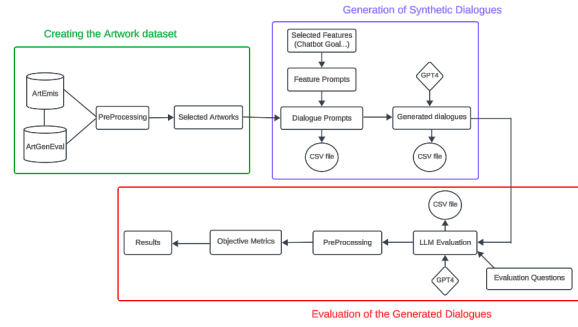 Generation of Synthetic Dialogues
Creating the Artwork dataset
Selected Features
(Chatbot Goal...)
ArtEmis
Feature Prompts
GPT4
PreProcessing
Selected Artworks
Dialogue Prompts
Generated dialogues
ArtGenEval
CSV file
CSV file
CSV file
Results
Objective Metrics
PreProcessing
LLM Evaluation
GPT4
Evaluation Questions
Evaluation of the Generated Dialogues